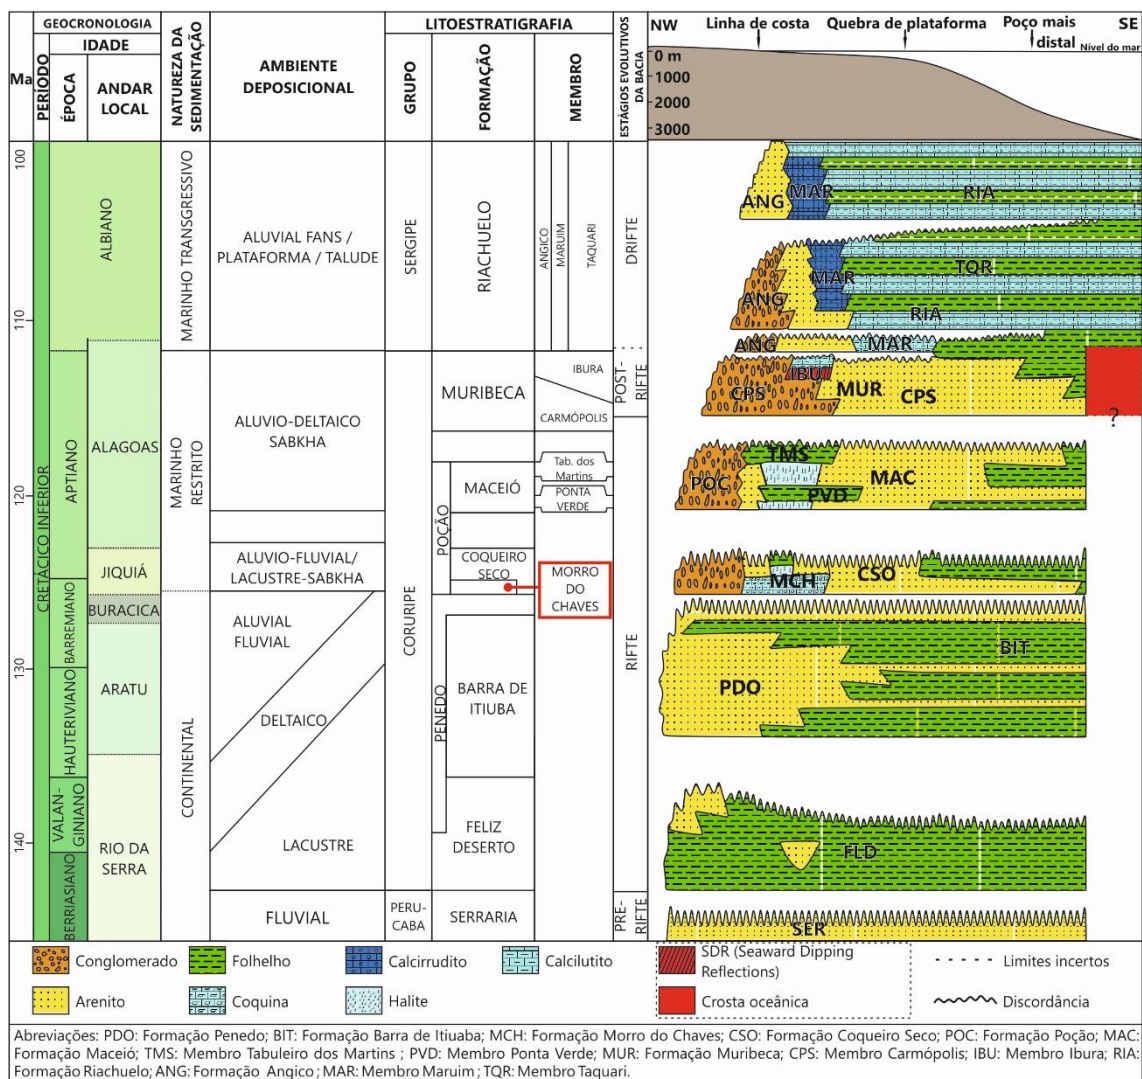 GEOCRONOLOGIA
LITOESTRATIGRAFIA
Ma
PERÍODO
IDADE
ÉPOCA
ANDAR
LOCAL
NATUREZA DA
SEDIMENTAÇÃO
AMBIENTE
DEPOSICIONAL
GRUPO
FORMAÇÃO
MEMBRO
ESTÁGIOS EVOLUTIVOS
DA BACIA
NW
Linha de costa
Quebra de plataforma
Poço mais
distal
SE
Nível do mar
0 m
1000
2000
3000
100
110
120
130
140
CRETÁCICO INFERIOR
ALBIANO
APTIANO
BARREMIANO
HAUTERIVIANO
VALAN-
GINIANO
BERRIASIANO
ALAGOAS
JIQUIÁ
BURACICA
ARATU
RIO DA
SERRA
MARINHO TRANSGRESSIVO
MARINHO
RESTRITO
CONTINENTAL
ALUVIAL FANS /
PLATAFORMA / TALUDE
ALUVIO-DELTAICO
SABKHA
ALUVIO-FLUVIAL/
LACUSTRE-SABKHA
ALUVIAL
FLUVIAL
DELTAICO
LACUSTRE
FLUVIAL
SERGIPE
CORURIPE
PERU-
CABA
RIACHUELO
MURIBECA
POÇÃO
MACEIÓ
COQUEIRO
SECO
PENEDO
BARRA DE
ITIUBA
FELIZ
DESERTO
SERRARIA
ANGICO
MARUIM
TAQUARI
IBURA
CARMÓPOLIS
Tab. dos
Martins
PONTA
VERDE
MORRO
DO
CHAVES
DRIFTE
POST-
RIFTE
RIFTE
PRE-
RIFTE
ANG
MAR
RIA
ANG
MAR
TQR
RIA
ANG
MAR
IBU
CPS
MUR
CPS
?
TMS
POC
PVD
MAC
MCH
CSO
PDO
BIT
FLD
SER
Conglomerado
Folhelho
Calcirrudito
Calcilutito
SDR (Seaward Dipping
Reflections)
Limites incertos
Arenito
Coquina
Halite
Crosta oceânica
Discordância
Abreviações: PDO: Formação Penedo; BIT: Formação Barra de Itiuaba; MCH: Formação Morro do Chaves; CSO: Formação Coqueiro Seco; POC: Formação Poção; MAC:
Formação Maceió; TMS: Membro Tabuleiro dos Martins ; PVD: Membro Ponta Verde; MUR: Formação Muribeca; CPS: Membro Carmópolis; IBU: Membro Ibura; RIA:
Formação Riachuelo; ANG: Formação Angico ; MAR: Membro Maruim ; TQR: Membro Taquari.